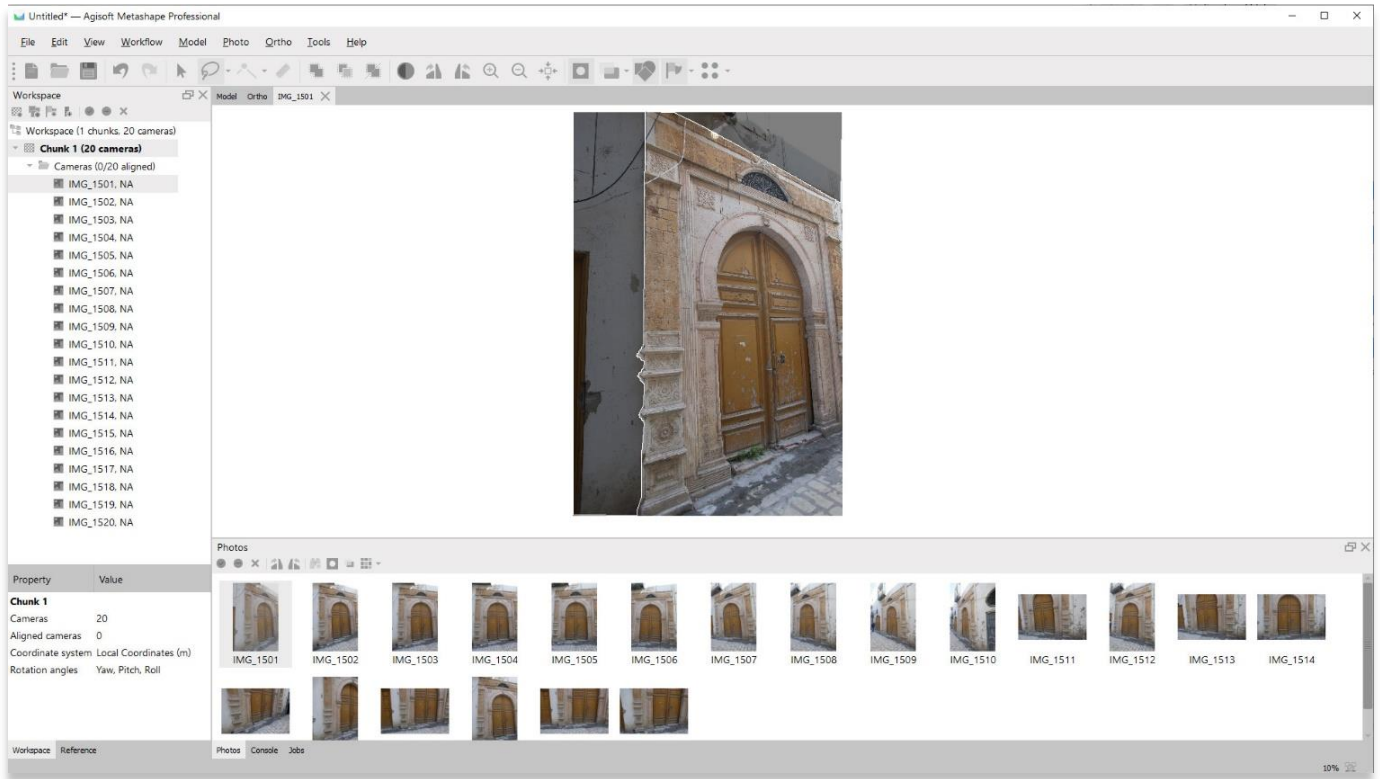 Untitled* — Agisoft Metashape Professional
File Edit View Workflow Model Photo Ortho Tools Help
Workspace
Model Ortho IMG_1501
Workspace (1 chunks, 20 cameras)
Chunk 1 (20 cameras)
Cameras (0/20 aligned)
IMG_1501, NA
IMG_1502, NA
IMG_1503, NA
IMG_1504, NA
IMG_1505, NA
IMG_1506, NA
IMG_1507, NA
IMG_1508, NA
IMG_1509, NA
IMG_1510, NA
IMG_1511, NA
IMG_1512, NA
IMG_1513, NA
IMG_1514, NA
IMG_1515, NA
IMG_1516, NA
IMG_1517, NA
IMG_1518, NA
IMG_1519, NA
IMG_1520, NA
Property Value
Chunk 1
Cameras 20
Aligned cameras 0
Coordinate system Local Coordinates (m)
Rotation angles Yaw, Pitch, Roll
Workspace Reference
Photos
IMG_1501 IMG_1502 IMG_1503 IMG_1504 IMG_1505 IMG_1506 IMG_1507 IMG_1508 IMG_1509 IMG_1510 IMG_1511 IMG_1512 IMG_1513 IMG_1514
Photos Console Jobs
10%